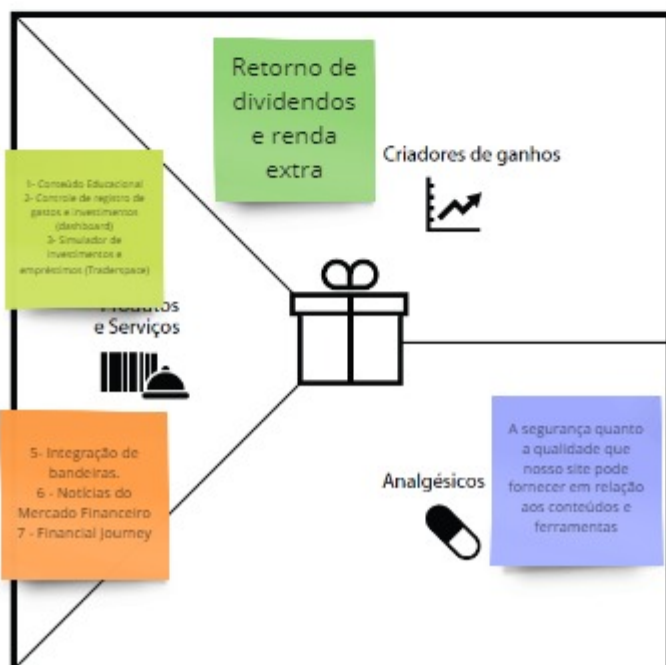 Retorno de
dividendos
e renda
extra
Criadores de ganhos
1- Conteúdo Educacional
2- Controle de registro de
gastos e investimentos
(dashboard)
3- Simulador de
investimentos e
empréstimos (Traderspace)
Produtos
e Serviços
5- Integração de
bandeiras.
6 - Notícias do
Mercado Financeiro
7 - Financial Journey
Analgésicos
A segurança quanto
a qualidade que
nosso site pode
fornecer em relação
aos conteúdos e
ferramentas